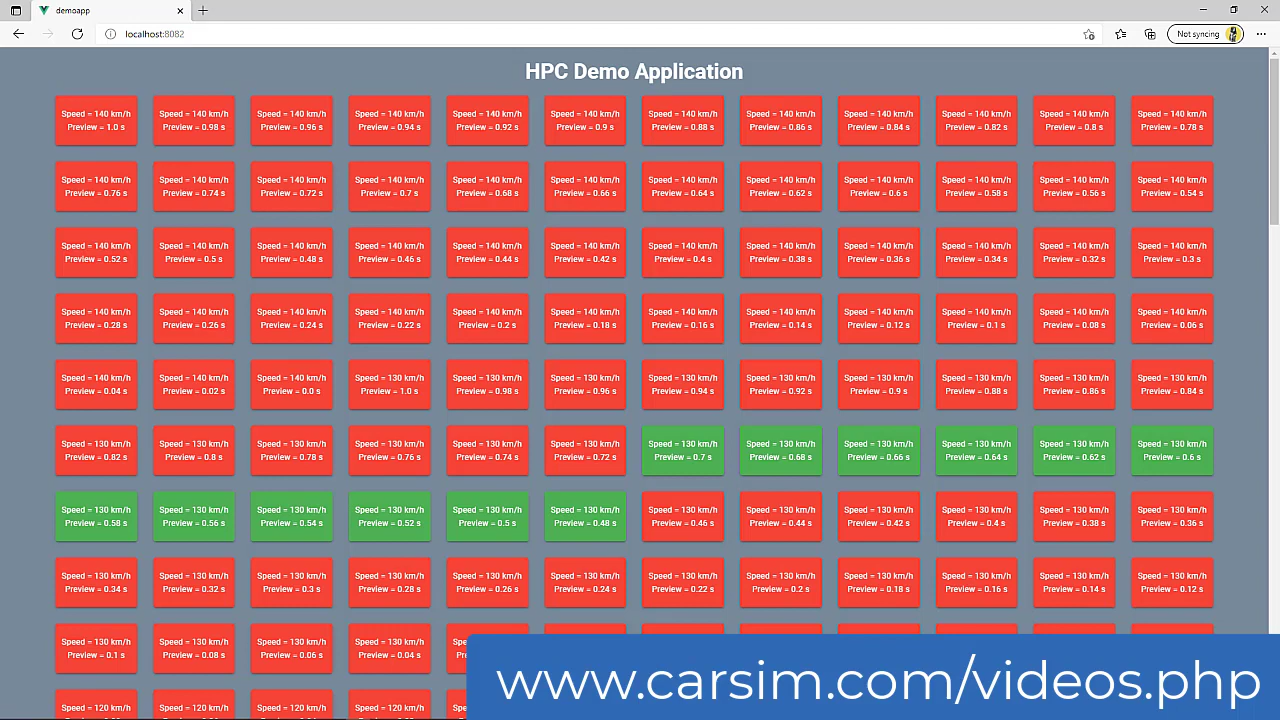 demoapp
localhost:8082
Not syncing
HPC Demo Application
Speed = 140 km/h Speed = 140 km/h Speed = 140 km/h Speed = 140 km/h Speed = 140 km/h Speed = 140 km/h Speed = 140 km/h Speed = 140 km/h Speed = 140 km/h Speed = 140 km/h Speed = 140 km/h Speed = 140 km/h
Preview = 1.0 s Preview = 0.98 s Preview = 0.96 s Preview = 0.94 s Preview = 0.92 s Preview = 0.9 s Preview = 0.88 s Preview = 0.86 s Preview = 0.84 s Preview = 0.82 s Preview = 0.8 s Preview = 0.78 s
Speed = 140 km/h Speed = 140 km/h Speed = 140 km/h Speed = 140 km/h Speed = 140 km/h Speed = 140 km/h Speed = 140 km/h Speed = 140 km/h Speed = 140 km/h Speed = 140 km/h Speed = 140 km/h Speed = 140 km/h
Preview = 0.76 s Preview = 0.74 s Preview = 0.72 s Preview = 0.7 s Preview = 0.68 s Preview = 0.66 s Preview = 0.64 s Preview = 0.62 s Preview = 0.6 s Preview = 0.58 s Preview = 0.56 s Preview = 0.54 s
Speed = 140 km/h Speed = 140 km/h Speed = 140 km/h Speed = 140 km/h Speed = 140 km/h Speed = 140 km/h Speed = 140 km/h Speed = 140 km/h Speed = 140 km/h Speed = 140 km/h Speed = 140 km/h Speed = 140 km/h
Preview = 0.52 s Preview = 0.5 s Preview = 0.48 s Preview = 0.46 s Preview = 0.44 s Preview = 0.42 s Preview = 0.4 s Preview = 0.38 s Preview = 0.36 s Preview = 0.34 s Preview = 0.32 s Preview = 0.3 s
Speed = 140 km/h Speed = 140 km/h Speed = 140 km/h Speed = 140 km/h Speed = 140 km/h Speed = 140 km/h Speed = 140 km/h Speed = 140 km/h Speed = 140 km/h Speed = 140 km/h Speed = 140 km/h Speed = 140 km/h
Preview = 0.28 s Preview = 0.26 s Preview = 0.24 s Preview = 0.22 s Preview = 0.2 s Preview = 0.18 s Preview = 0.16 s Preview = 0.14 s Preview = 0.12 s Preview = 0.1 s Preview = 0.08 s Preview = 0.06 s
Speed = 140 km/h Speed = 140 km/h Speed = 140 km/h Speed = 130 km/h Speed = 130 km/h Speed = 130 km/h Speed = 130 km/h Speed = 130 km/h Speed = 130 km/h Speed = 130 km/h Speed = 130 km/h Speed = 130 km/h
Preview = 0.04 s Preview = 0.02 s Preview = 0.0 s Preview = 1.0 s Preview = 0.98 s Preview = 0.96 s Preview = 0.94 s Preview = 0.92 s Preview = 0.9 s Preview = 0.88 s Preview = 0.86 s Preview = 0.84 s
Speed = 130 km/h Speed = 130 km/h Speed = 130 km/h Speed = 130 km/h Speed = 130 km/h Speed = 130 km/h Speed = 130 km/h Speed = 130 km/h Speed = 130 km/h Speed = 130 km/h Speed = 130 km/h Speed = 130 km/h
Preview = 0.82 s Preview = 0.8 s Preview = 0.78 s Preview = 0.76 s Preview = 0.74 s Preview = 0.72 s Preview = 0.7 s Preview = 0.68 s Preview = 0.66 s Preview = 0.64 s Preview = 0.62 s Preview = 0.6 s
Speed = 130 km/h Speed = 130 km/h Speed = 130 km/h Speed = 130 km/h Speed = 130 km/h Speed = 130 km/h Speed = 130 km/h Speed = 130 km/h Speed = 130 km/h Speed = 130 km/h Speed = 130 km/h Speed = 130 km/h
Preview = 0.58 s Preview = 0.56 s Preview = 0.54 s Preview = 0.52 s Preview = 0.5 s Preview = 0.48 s Preview = 0.46 s Preview = 0.44 s Preview = 0.42 s Preview = 0.4 s Preview = 0.38 s Preview = 0.36 s
Speed = 130 km/h Speed = 130 km/h Speed = 130 km/h Speed = 130 km/h Speed = 130 km/h Speed = 130 km/h Speed = 130 km/h Speed = 130 km/h Speed = 130 km/h Speed = 130 km/h Speed = 130 km/h Speed = 130 km/h
Preview = 0.34 s Preview = 0.32 s Preview = 0.3 s Preview = 0.28 s Preview = 0.26 s Preview = 0.24 s Preview = 0.22 s Preview = 0.2 s Preview = 0.18 s Preview = 0.16 s Preview = 0.14 s Preview = 0.12 s
Speed = 130 km/h Speed = 130 km/h Speed = 130 km/h Speed = 130 km/h
Preview = 0.1 s Preview = 0.08 s Preview = 0.06 s Preview = 0.04 s
Speed = 120 km/h Speed = 120 km/h Speed = 120 km/h Speed = 120 km/h
www.carsim.com/videos.php